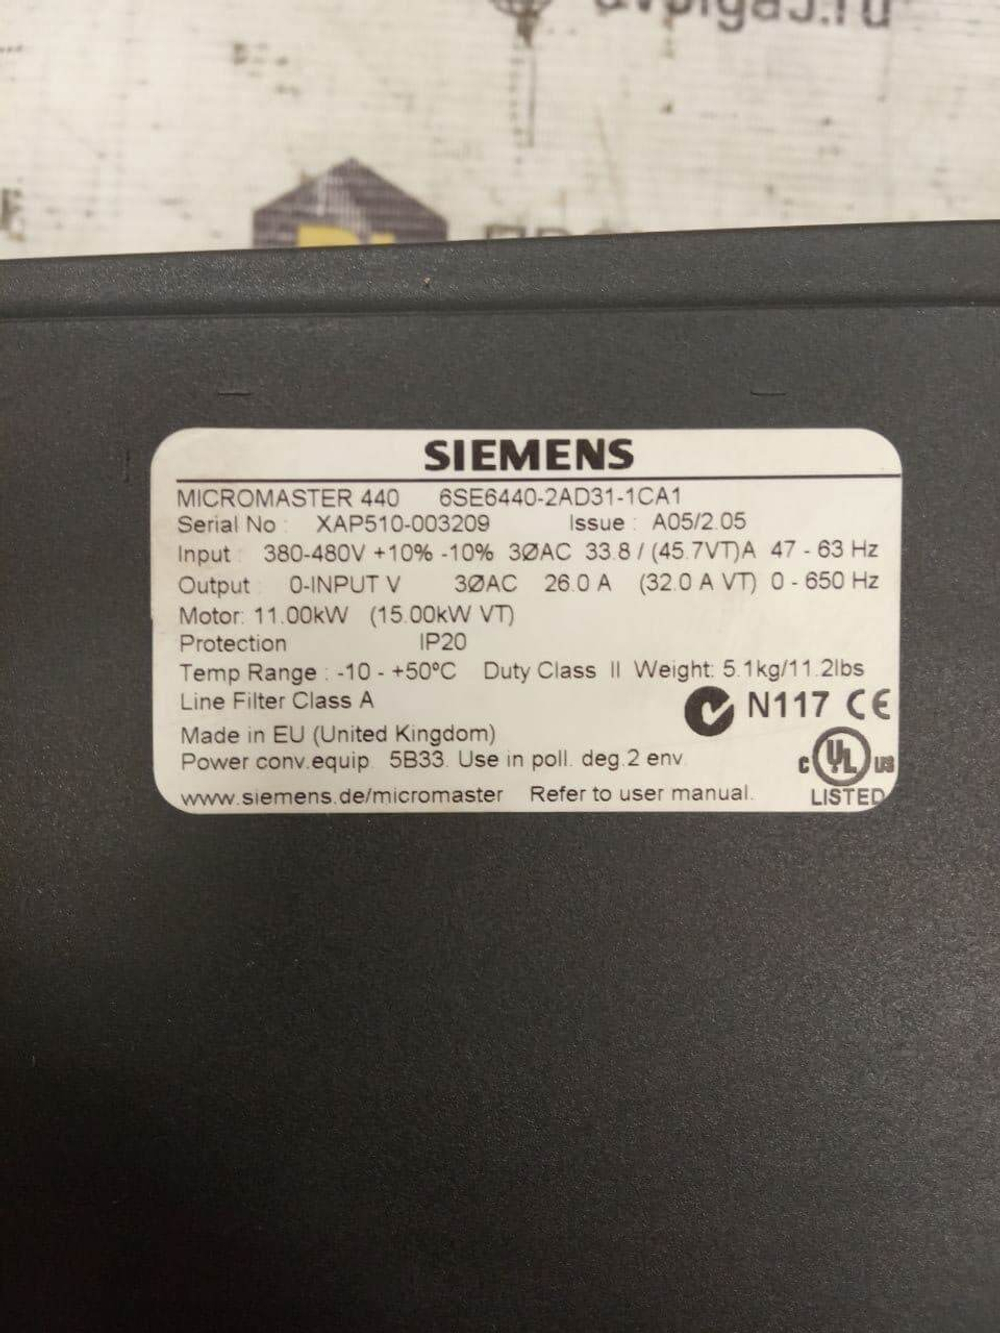 SIEMENS
MICROMASTER 440 6SE6440-2AD31-1CA1
Serial No : XAP510-003209 Issue : A05/2.05
Input : 380-480V +10% -10% 3ØAC 33.8 / (45.7VT)A 47 - 63 Hz
Output : 0-INPUT V 3ØAC 26.0 A (32.0 A VT) 0 - 650 Hz
Motor: 11.00kW (15.00kW VT)
Protection IP20
Temp Range : -10 - +50ºC Duty Class II Weight: 5.1kg/11.2lbs
Line Filter Class A
N117 CE
Made in EU (United Kingdom)
Power conv.equip. 5B33. Use in poll. deg.2 env.
C UL US
www.siemens.de/micromaster Refer to user manual.
LISTED